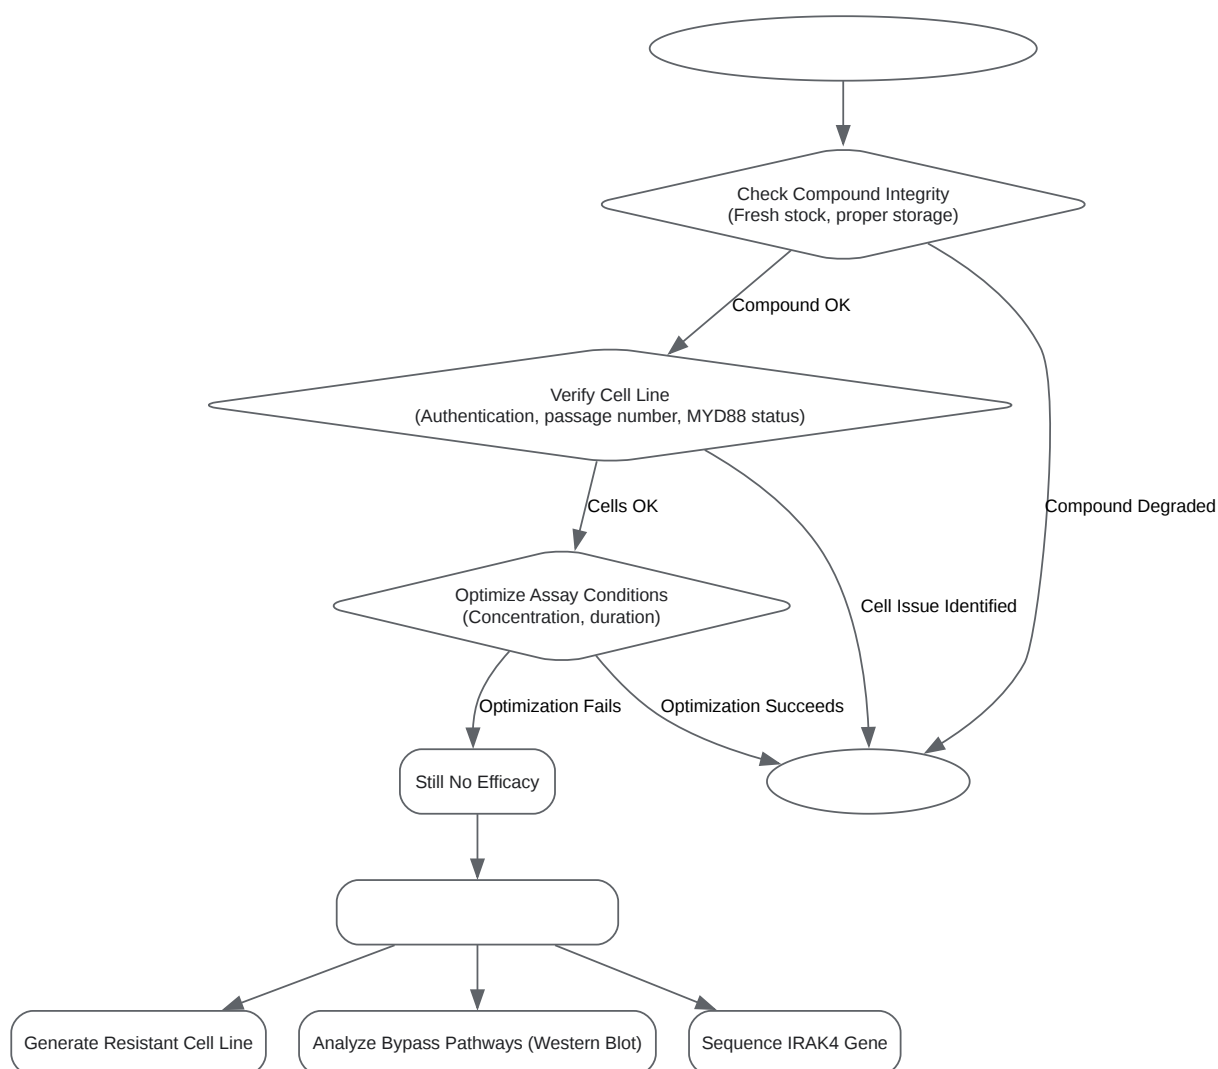 Check Compound Integrity
(Fresh stock, proper storage)
Compound OK
Verify Cell Line
(Authentication, passage number, MYD88 status)
Cells OK
Compound Degraded
Optimize Assay Conditions
(Concentration, duration)
Cell Issue Identified
Optimization Fails
Optimization Succeeds
Still No Efficacy
Generate Resistant Cell Line
Analyze Bypass Pathways (Western Blot)
Sequence IRAK4 Gene